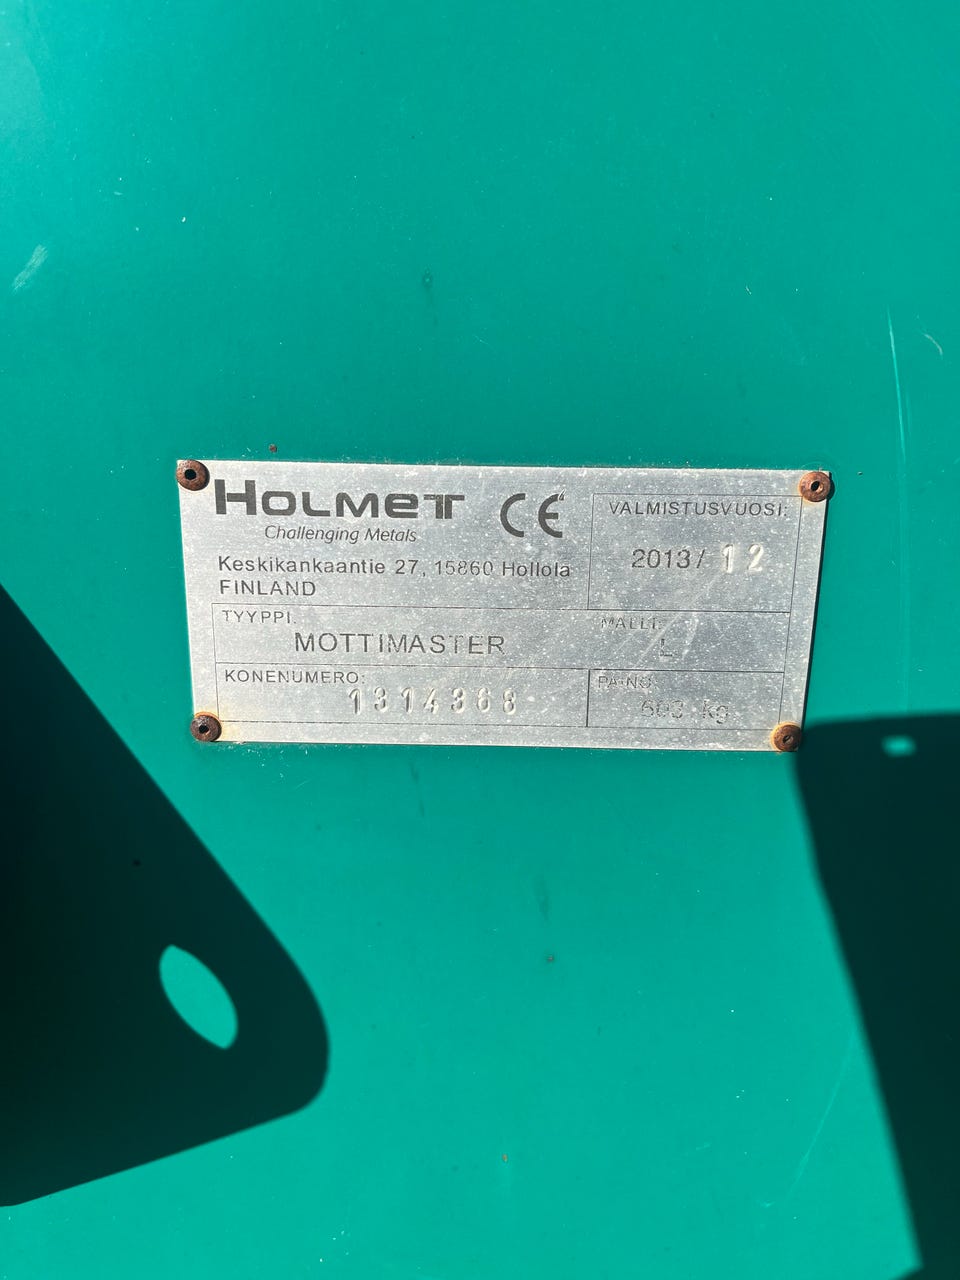 HOLMET CE
Challenging Metals
Keskikankaantie 27, 15860 Hollola
FINLAND
VALMISTUSVUOSI:
2013/ 12
TYYPPI:
MOTTIMASTER
MALLI:
L
KONENUMERO:
1314368
PAINO:
kg